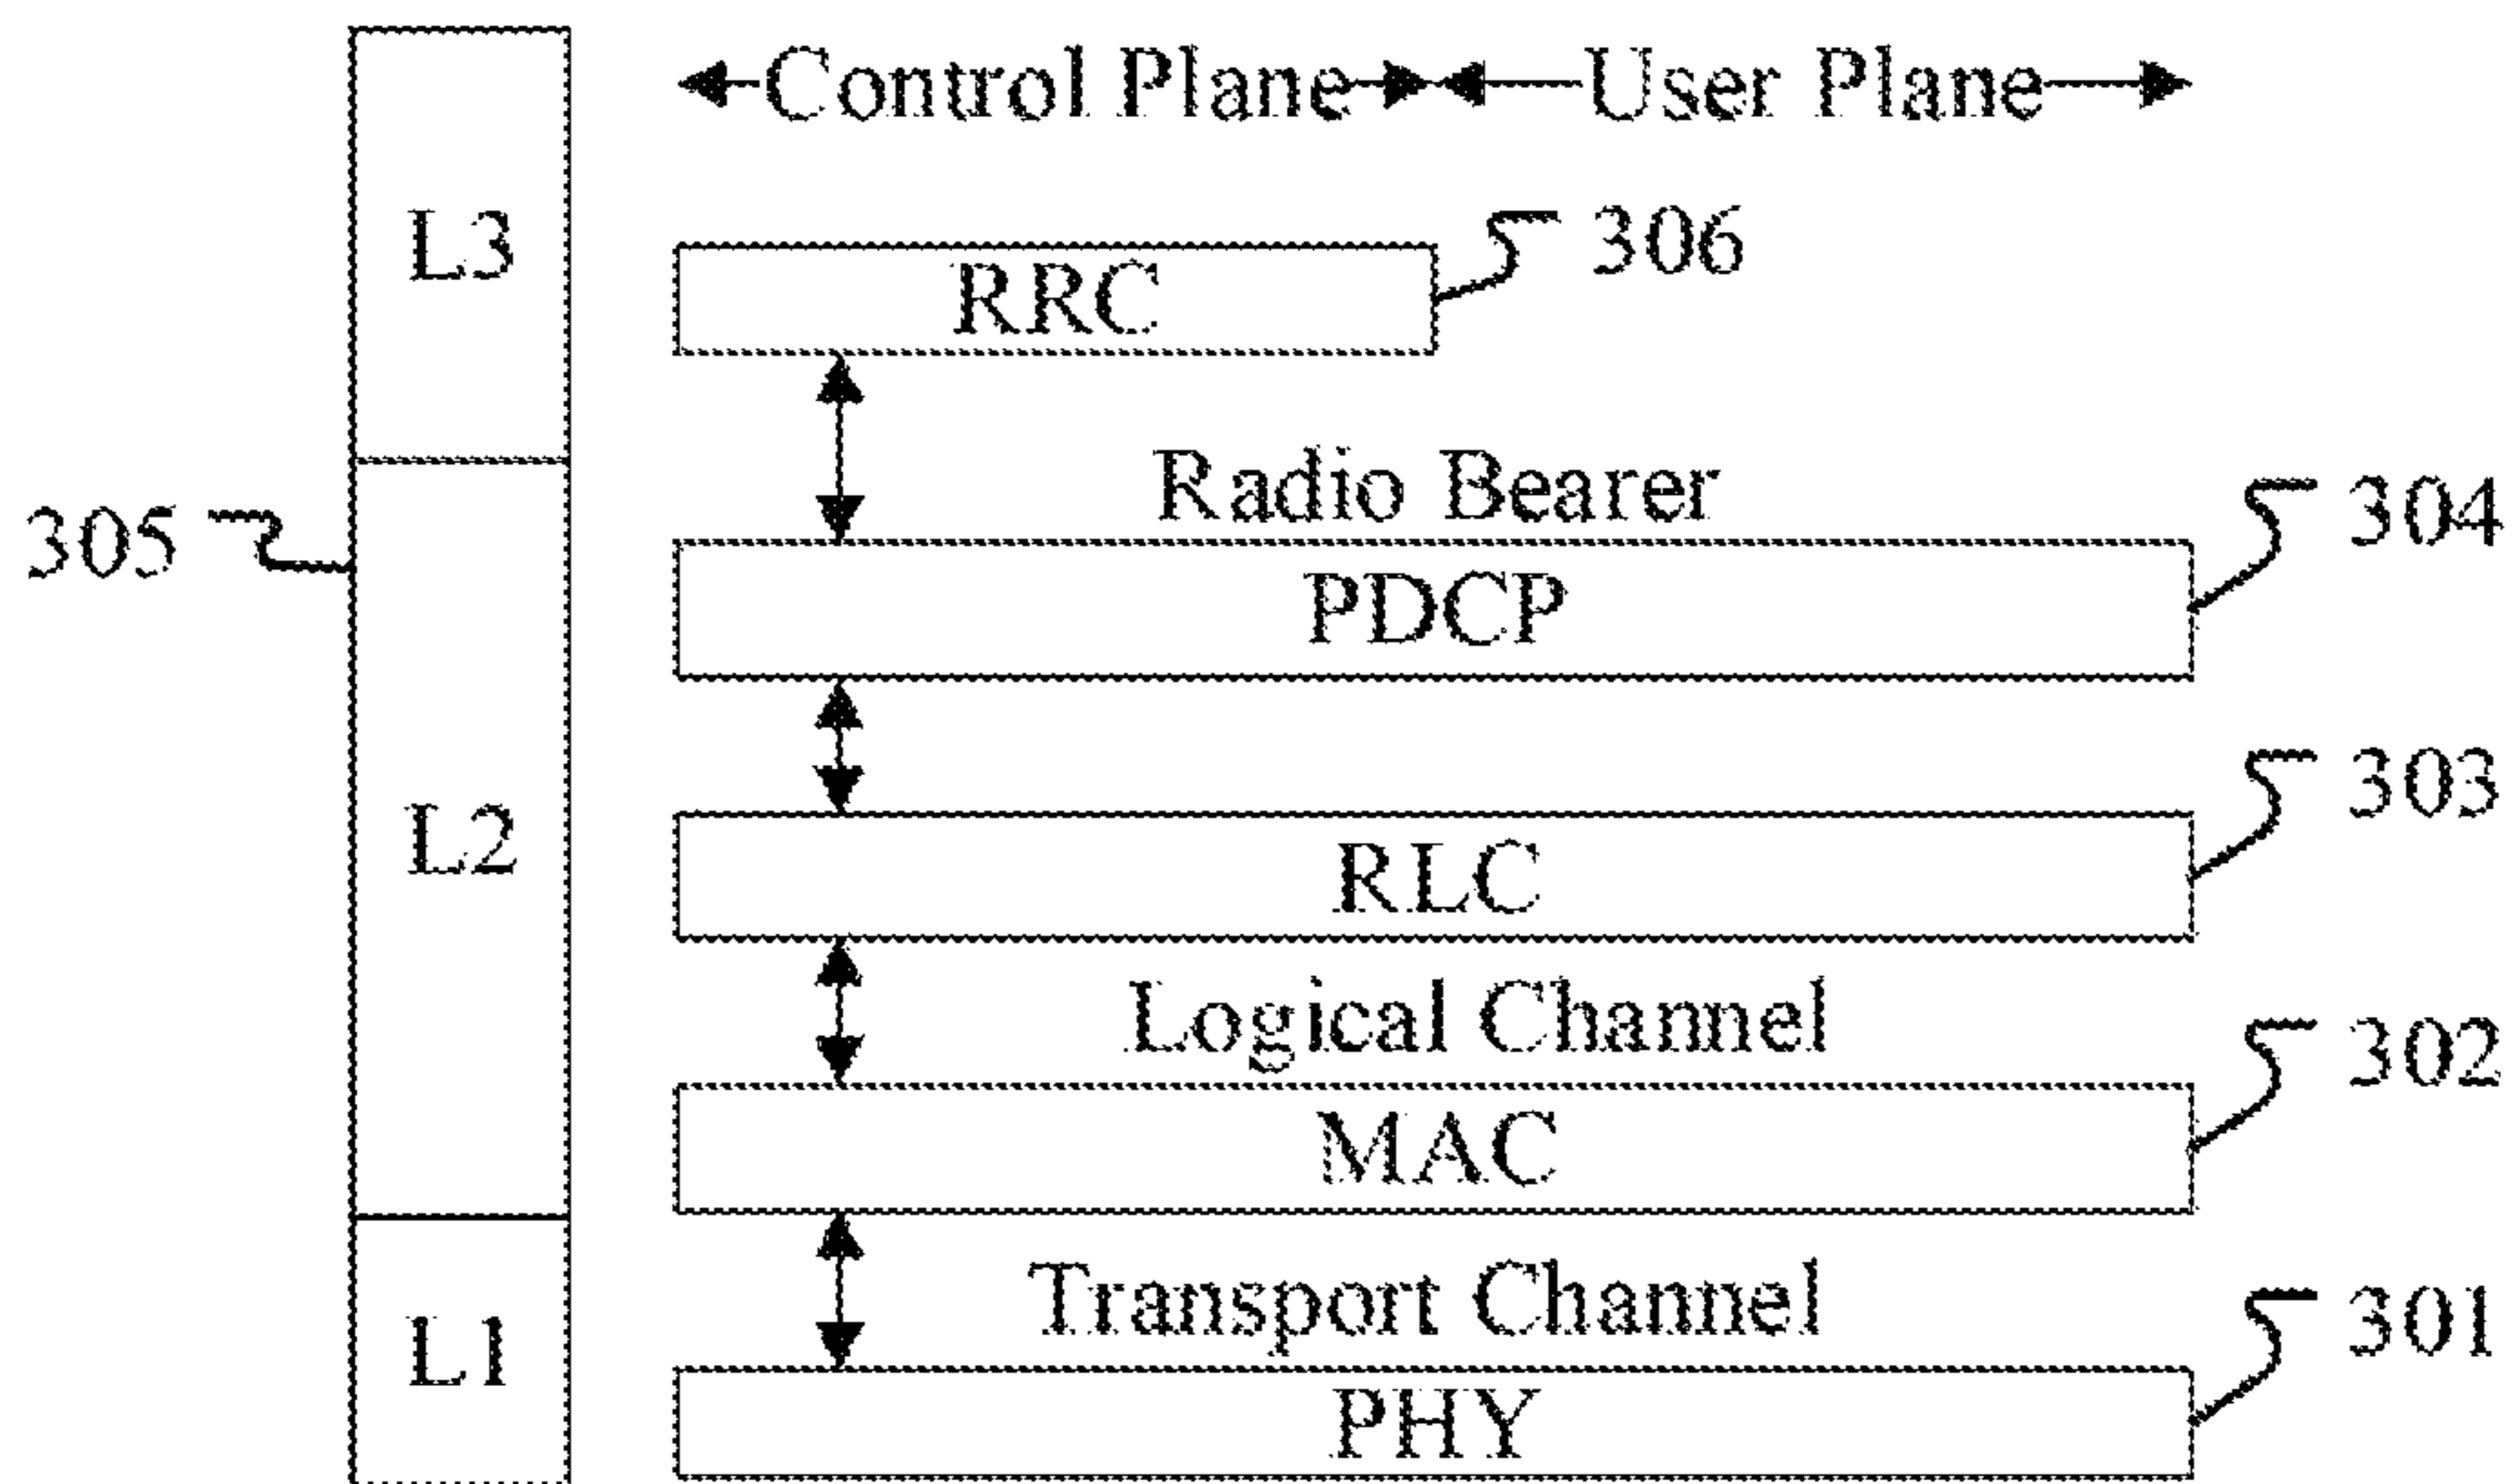 Control Plane User Plane
L3
306
RRC
Radio Bearer
305
304
PDCP
303
L2
RLC
Logical Channel
302
MAC
Transport Channel
301
L1
PHY